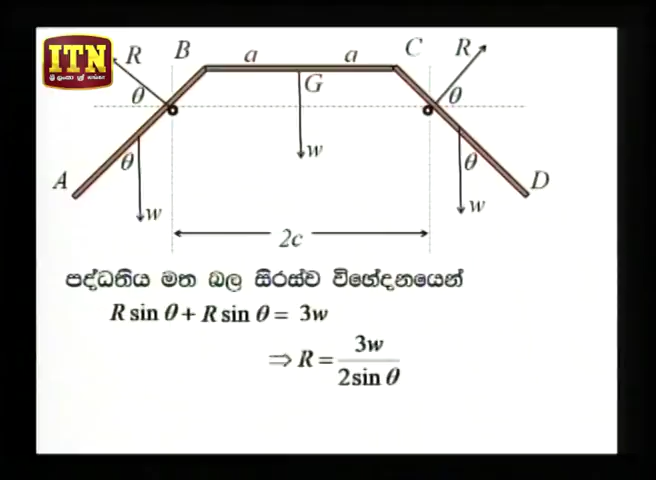 ITN
R B a a C R
θ G θ
A θ w θ D
w w
2c
පද්ධතිය මත බල සිරස්ව විභේදනයෙන්
R sin θ + R sin θ = 3w
⇒ R = 3w / 2 sin θ